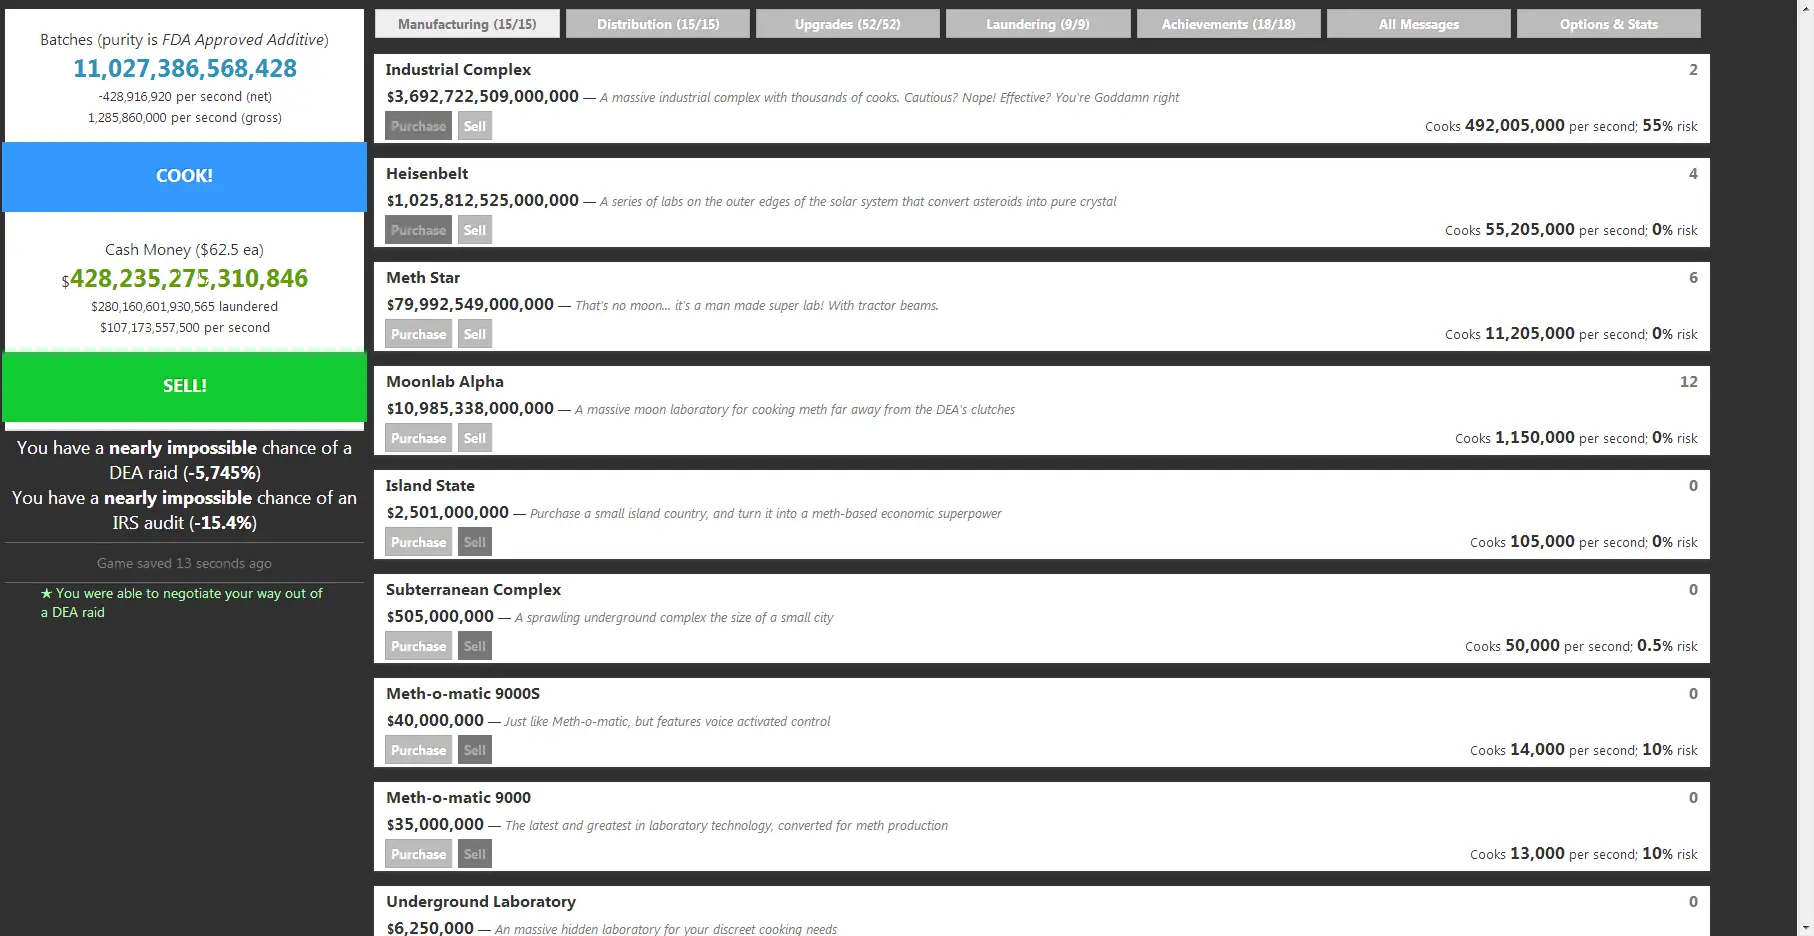 Batches (purity is FDA Approved Additive)
11,027,386,568,428
-428,916,920 per second (net)
1,285,860,000 per second (gross)
COOK!
Cash Money ($62.5 ea)
$428,235,275,310,846
$280,160,601,930,565 laundered
$107,173,557,500 per second
SELL!
You have a nearly impossible chance of a
DEA raid (-5,745%)
You have a nearly impossible chance of an
IRS audit (-15.4%)
Game saved 13 seconds ago
★ You were able to negotiate your way out of
a DEA raid
Manufacturing (15/15) Distribution (15/15) Upgrades (52/52) Laundering (9/9) Achievements (18/18) All Messages Options & Stats
Industrial Complex 2
$3,692,722,509,000,000 — A massive industrial complex with thousands of cooks. Cautious? Nope! Effective? You're Goddamn right
Purchase Sell Cooks 492,005,000 per second; 55% risk
Heisenbelt 4
$1,025,812,525,000,000 — A series of labs on the outer edges of the solar system that convert asteroids into pure crystal
Purchase Sell Cooks 55,205,000 per second; 0% risk
Meth Star 6
$79,992,549,000,000 — That's no moon... it's a man made super lab! With tractor beams.
Purchase Sell Cooks 11,205,000 per second; 0% risk
Moonlab Alpha 12
$10,985,338,000,000 — A massive moon laboratory for cooking meth far away from the DEA's clutches
Purchase Sell Cooks 1,150,000 per second; 0% risk
Island State 0
$2,501,000,000 — Purchase a small island country, and turn it into a meth-based economic superpower
Purchase Sell Cooks 105,000 per second; 0% risk
Subterranean Complex 0
$505,000,000 — A sprawling underground complex the size of a small city
Purchase Sell Cooks 50,000 per second; 0.5% risk
Meth-o-matic 9000S 0
$40,000,000 — Just like Meth-o-matic, but features voice activated control
Purchase Sell Cooks 14,000 per second; 10% risk
Meth-o-matic 9000 0
$35,000,000 — The latest and greatest in laboratory technology, converted for meth production
Purchase Sell Cooks 13,000 per second; 10% risk
Underground Laboratory 0
$6,250,000 — An massive hidden laboratory for your discreet cooking needs